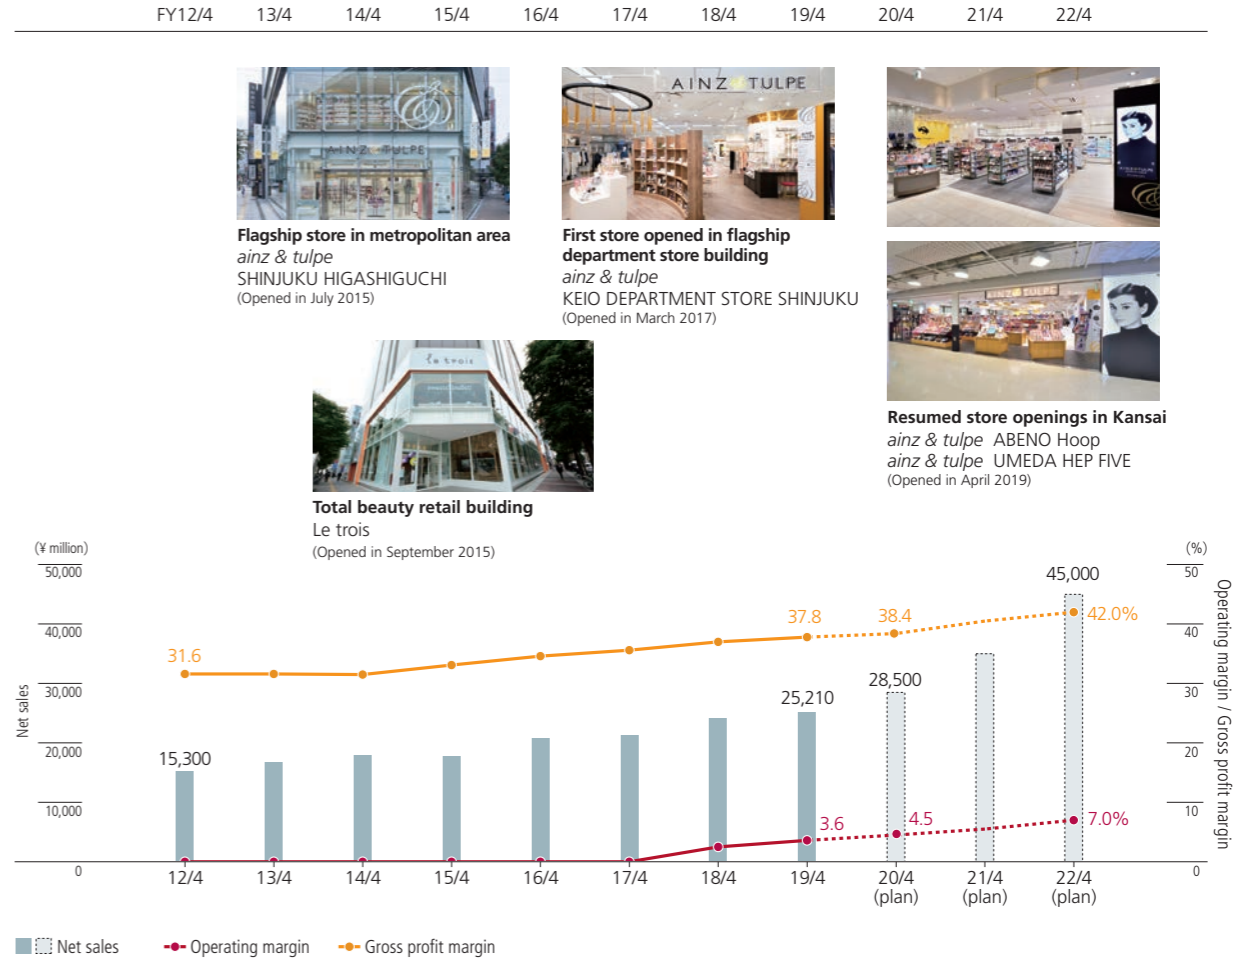 FY12/4 13/4 14/4 15/4 16/4 17/4 18/4 19/4 20/4 21/4 22/4
AINZ & TULPE
Flagship store in metropolitan area
ainz & tulpe
SHINJUKU HIGASHIGUCHI
(Opened in July 2015)
AINZ TULPE
First store opened in flagship
department store building
ainz & tulpe
KEIO DEPARTMENT STORE SHINJUKU
(Opened in March 2017)
AINZ & TULPE
Resumed store openings in Kansai
ainz & tulpe ABENO Hoop
ainz & tulpe UMEDA HEP FIVE
(Opened in April 2019)
le trois
Total beauty retail building
Le trois
(Opened in September 2015)
(¥ million)
50,000
40,000
30,000
20,000
10,000
0
Net sales
(%)
50
40
30
20
10
0
Operating margin / Gross profit margin
31.6
37.8
38.4
42.0%
15,300
25,210
28,500
45,000
3.6
4.5
7.0%
12/4 13/4 14/4 15/4 16/4 17/4 18/4 19/4 20/4 21/4 22/4
(plan) (plan) (plan)
Net sales Operating margin Gross profit margin